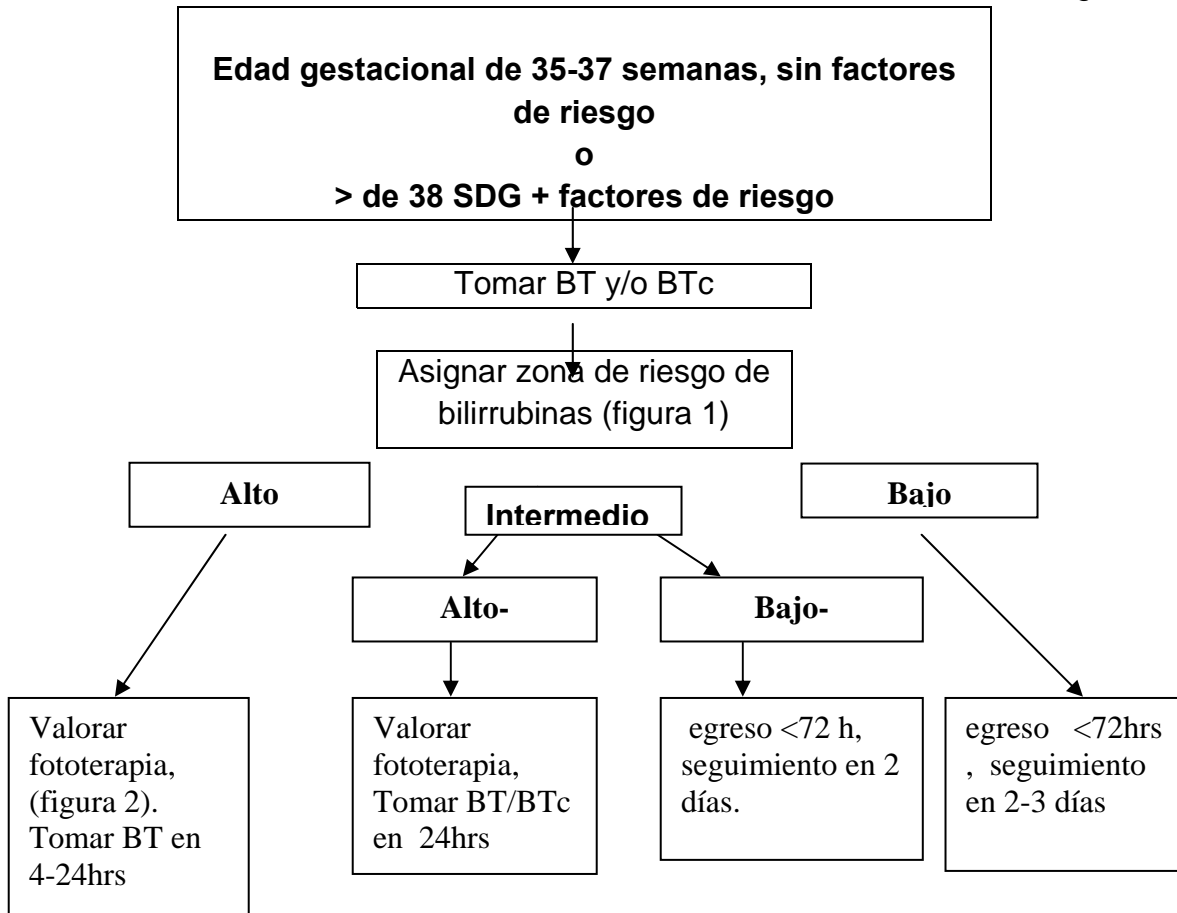 Edad gestacional de 35-37 semanas, sin factores
de riesgo
o
> de 38 SDG + factores de riesgo
Tomar BT y/o BTc
Asignar zona de riesgo de
bilirrubinas (figura 1)
Alto
Intermedio
Bajo
Alto-
Bajo-
Valorar
fototerapia,
(figura 2).
Tomar BT en
4-24hrs
Valorar
fototerapia,
Tomar BT/BTc
en 24hrs
egreso <72 h,
seguimiento en 2
días.
egreso <72hrs
, seguimiento
en 2-3 días